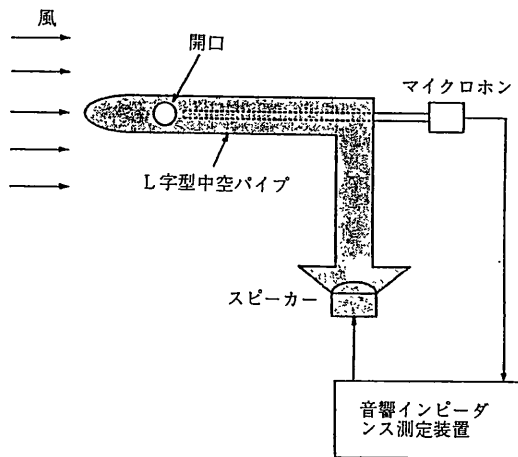 風
開口
マイクロホン
L字型中空パイプ
スピーカー
音響インピーダ
ンス測定装置